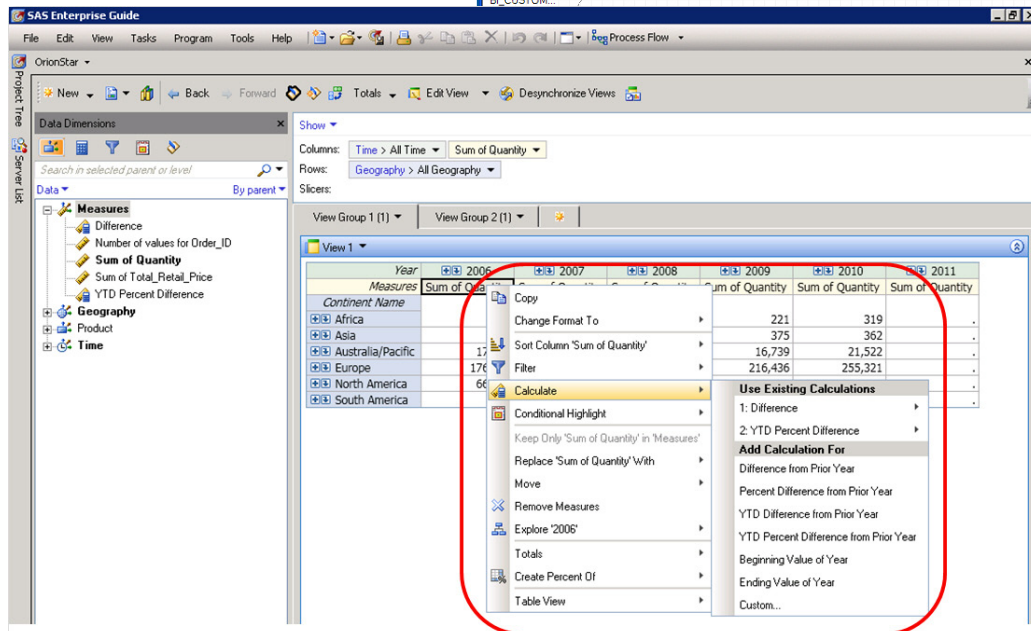 BI_CUSTOM...
SAS Enterprise Guide
File Edit View Tasks Program Tools Help Process Flow
OrionStar
Project Tree
Server List
New Back Forward Totals Edit View Desynchronize Views
Data Dimensions
Search in selected parent or level
Data By parent
Measures
Difference
Number of values for Order_ID
Sum of Quantity
Sum of Total_Retail_Price
YTD Percent Difference
Geography
Product
Time
Show
Columns: Time > All Time Sum of Quantity
Rows: Geography > All Geography
Slicers:
View Group 1 (1) View Group 2 (1)
View 1
Year 2006 2007 2008 2009 2010 2011
Measures Sum of Quantity Sum of Quantity Sum of Quantity Sum of Quantity
Continent Name
Africa 221 319 .
Asia 375 362 .
Australia/Pacific 17 16,739 21,522 .
Europe 176 216,436 255,321 .
North America 66
South America .
Copy
Change Format To
Sort Column 'Sum of Quantity'
Filter
Calculate
Conditional Highlight
Keep Only 'Sum of Quantity' in 'Measures'
Replace 'Sum of Quantity' With
Move
Remove Measures
Explore '2006'
Totals
Create Percent Of
Table View
Use Existing Calculations
1: Difference
2: YTD Percent Difference
Add Calculation For
Difference from Prior Year
Percent Difference from Prior Year
YTD Difference from Prior Year
YTD Percent Difference from Prior Year
Beginning Value of Year
Ending Value of Year
Custom...